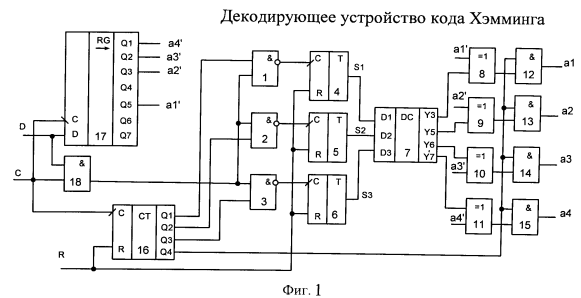 Декодирующее устройство кода Хэмминга
RG Q1 a4'
Q2 a3'
Q3 a2'
Q4
Q5 a1'
C Q6
D 17 Q7
D
& 18
C
C CT Q1
Q2
Q3
R 16 Q4
R
& 1
& 2
& 3
C T S1
R 4
C T S2
R 5
C T S3
R 6
D1 DC Y3
D2 Y5
D3 7 Y6
Y7
a1' =1 8
a2' =1 9
a3' =1 10
a4' =1 11
& 12 a1
& 13 a2
& 14 a3
& 15 a4
Фиг. 1